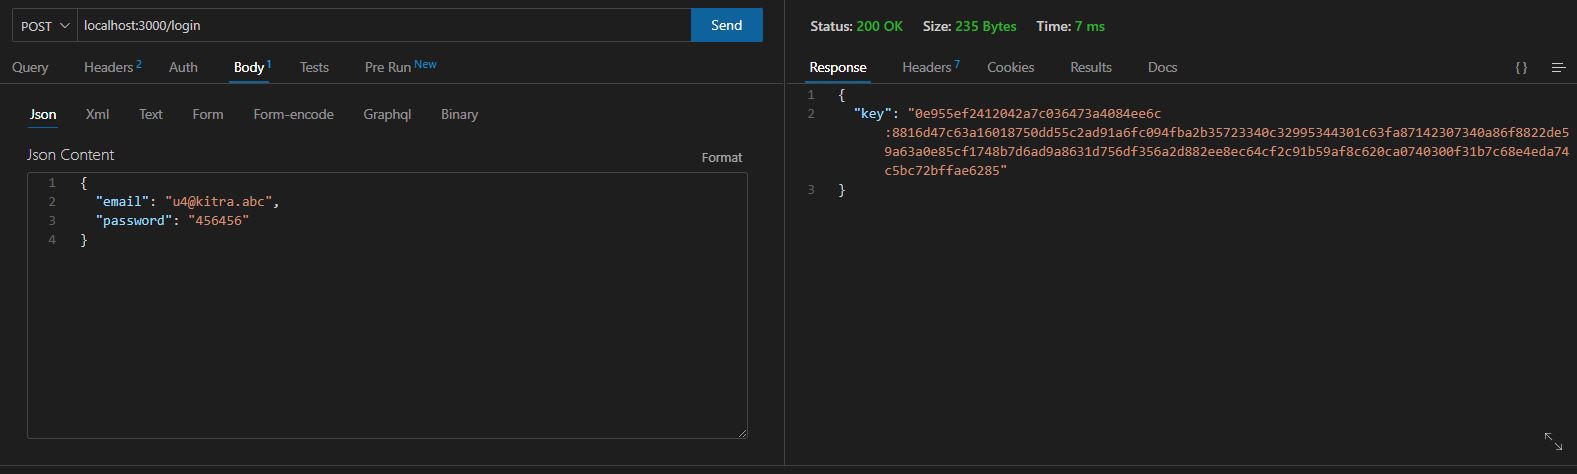 POST
localhost:3000/login
Send
Query Headers 2 Auth Body 1 Tests Pre Run New
Json Xml Text Form Form-encode Graphql Binary
Json Content
Format
1 {
2 "email": "u4@kitra.abc",
3 "password": "456456"
4 }
Status: 200 OK Size: 235 Bytes Time: 7 ms
Response Headers 7 Cookies Results Docs {}
1 {
2 "key": "0e955ef2412042a7c036473a4084ee6c
:8816d47c63a16018750dd55c2ad91a6fc094fba2b35723340c32995344301c63fa87142307340a86f8822de5
9a63a0e85cf1748b7d6ad9a8631d756df356a2d882ee8ec64cf2c91b59af8c620ca0740300f31b7c68e4eda74
c5bc72bffae6285"
3 }